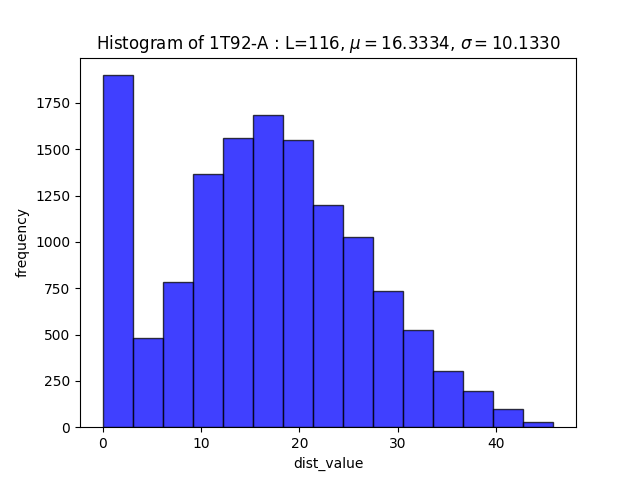 Histogram of 1T92-A : L=116, μ = 16.3334, σ = 10.1330
1750
1500
1250
1000
750
500
250
0
frequency
0 10 20 30 40
dist_value